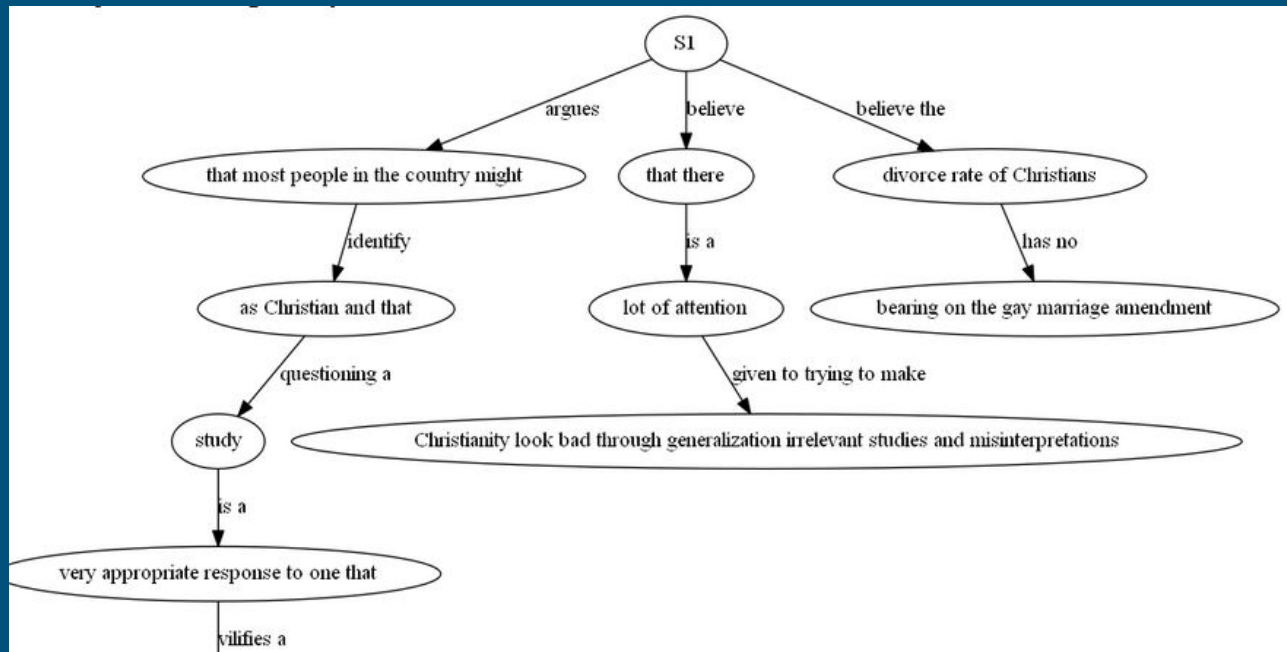 S1
argues
believe
believe the
that most people in the country might
that there
divorce rate of Christians
identify
is a
has no
as Christian and that
lot of attention
bearing on the gay marriage amendment
questioning a
given to trying to make
study
Christianity look bad through generalization irrelevant studies and misinterpretations
is a
very appropriate response to one that
vilifies a